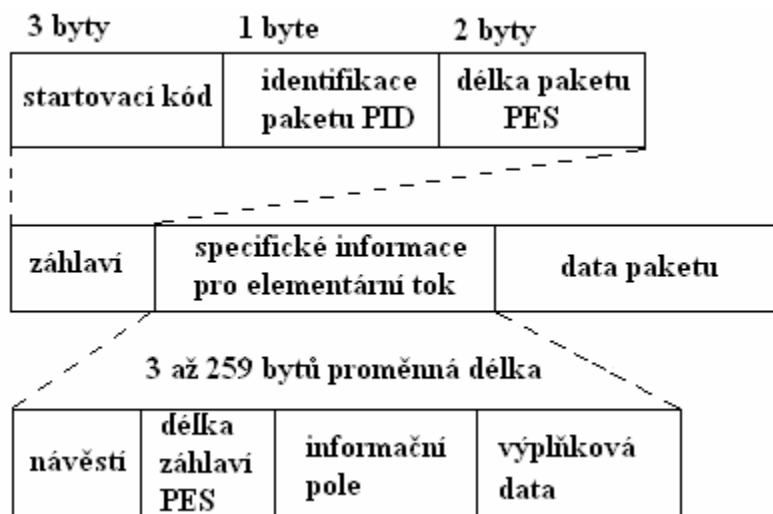 3 byty
1 byte
2 byty
startovací kód
identifikace
paketu PID
délka paketu
PES
záhlaví
specifické informace
pro elementární tok
data paketu
3 až 259 bytů proměnná délka
návěstí
délka
záhlaví
PES
informační
pole
výplňková
data